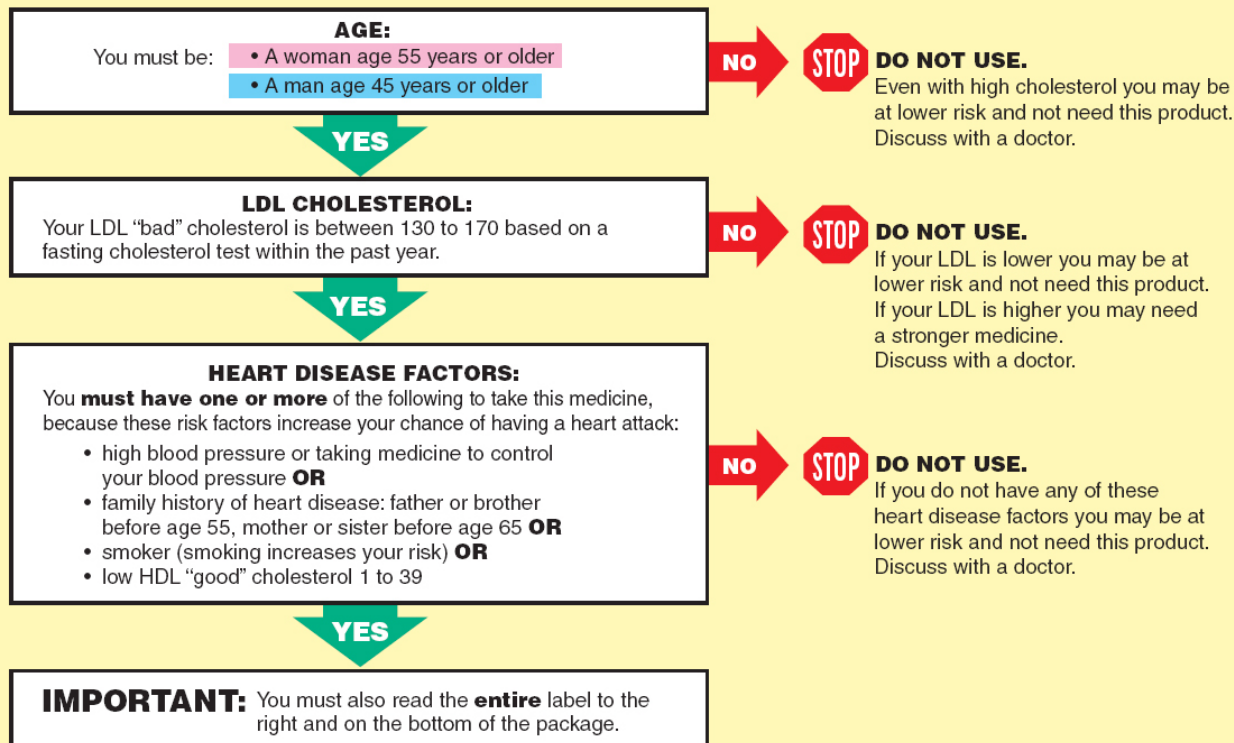 AGE:
You must be:
• A woman age 55 years or older
• A man age 45 years or older
NO
STOP
DO NOT USE.
Even with high cholesterol you may be
at lower risk and not need this product.
Discuss with a doctor.
YES
LDL CHOLESTEROL:
Your LDL “bad” cholesterol is between 130 to 170 based on a
fasting cholesterol test within the past year.
NO
STOP
DO NOT USE.
If your LDL is lower you may be at
lower risk and not need this product.
If your LDL is higher you may need
a stronger medicine.
Discuss with a doctor.
YES
HEART DISEASE FACTORS:
You must have one or more of the following to take this medicine,
because these risk factors increase your chance of having a heart attack:
• high blood pressure or taking medicine to control
your blood pressure OR
• family history of heart disease: father or brother
before age 55, mother or sister before age 65 OR
• smoker (smoking increases your risk) OR
• low HDL “good” cholesterol 1 to 39
NO
STOP
DO NOT USE.
If you do not have any of these
heart disease factors you may be at
lower risk and not need this product.
Discuss with a doctor.
YES
IMPORTANT: You must also read the entire label to the
right and on the bottom of the package.